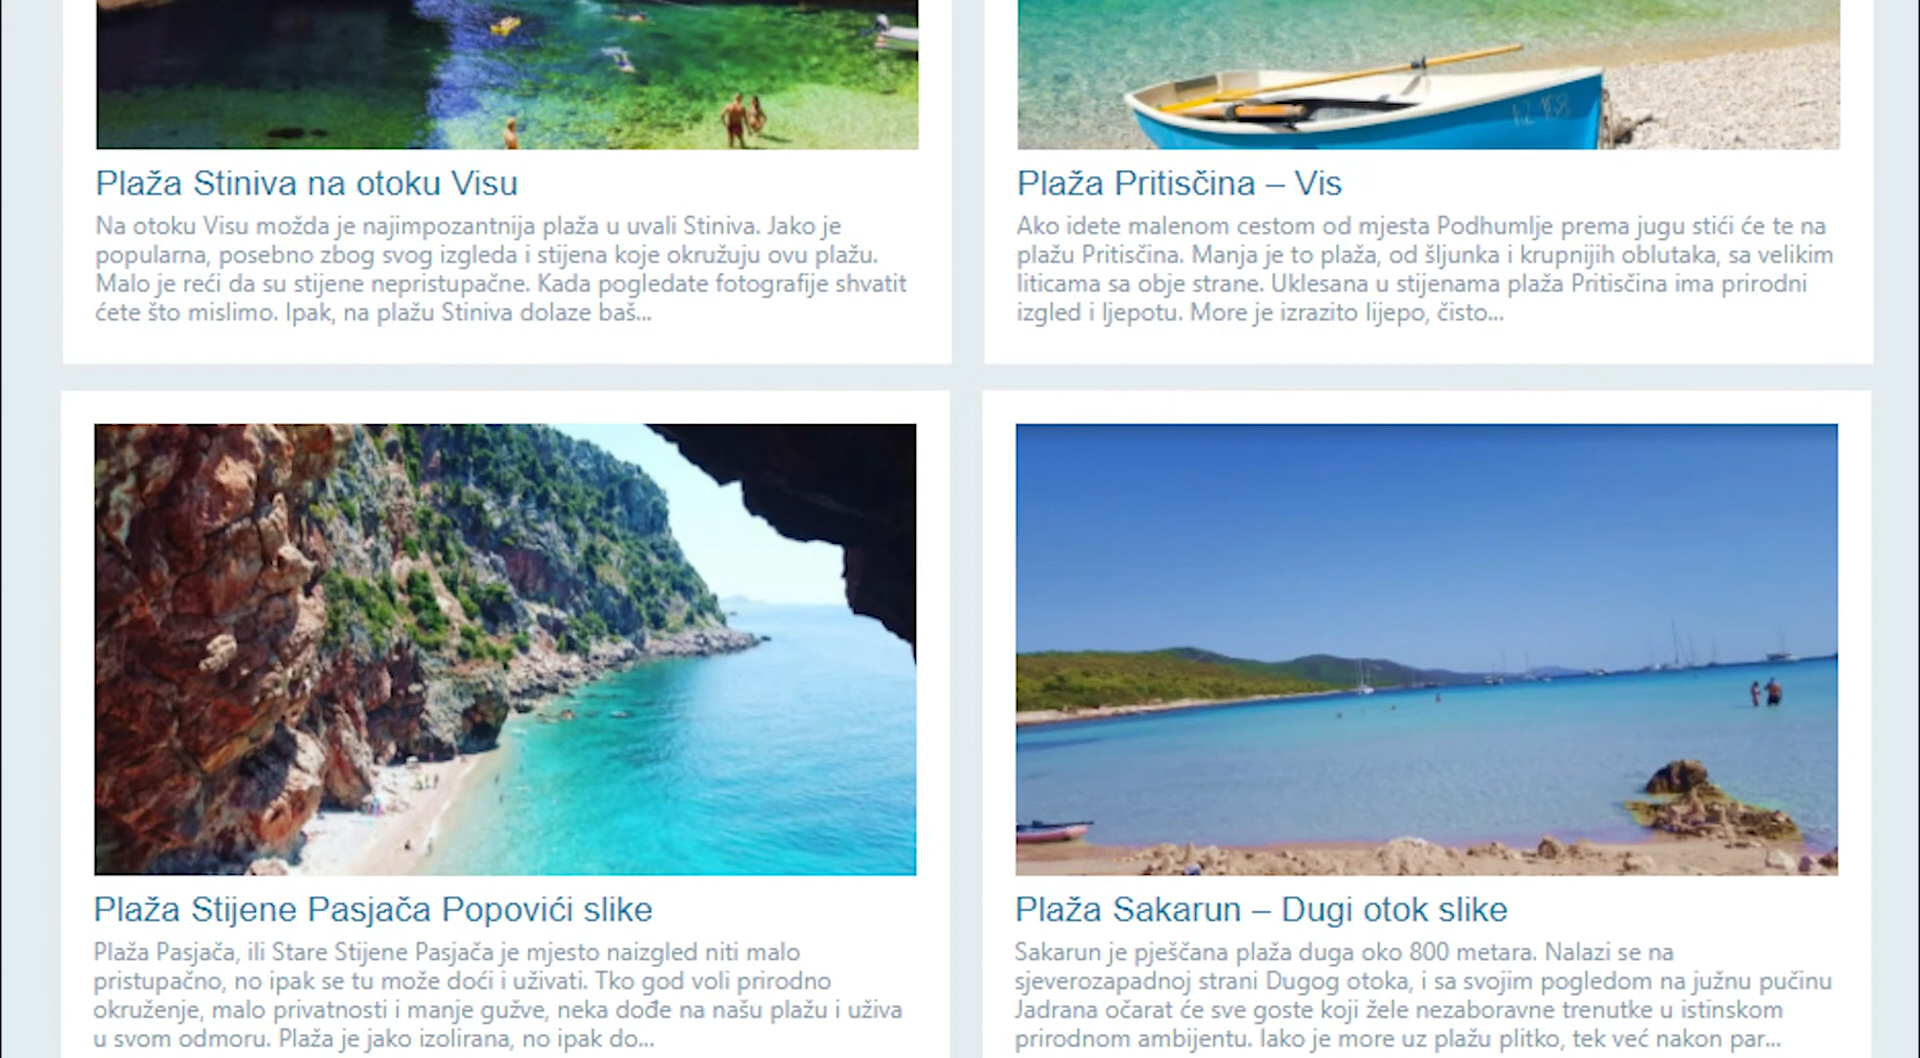 Plaža Stiniva na otoku Visu
Na otoku Visu možda je najimpozantnija plaža u uvali Stiniva. Jako je
popularna, posebno zbog svog izgleda i stijena koje okružuju ovu plažu.
Malo je reći da su stijene nepristupačne. Kada pogledate fotografije shvatit
ćete što mislimo. Ipak, na plažu Stiniva dolaze baš...
Plaža Pritisčina – Vis
Ako idete malenom cestom od mjesta Podhumlje prema jugu stići će te na
plažu Pritisčina. Manja je to plaža, od šljunka i krupnijih oblutaka, sa velikim
liticama sa obje strane. Uklesana u stijenama plaža Pritisčina ima prirodni
izgled i ljepotu. More je izrazito lijepo, čisto...
Plaža Stijene Pasjača Popovići slike
Plaža Pasjača, ili Stare Stijene Pasjača je mjesto naizgled niti malo
pristupačno, no ipak se tu može doći i uživati. Tko god voli prirodno
okruženje, malo privatnosti i manje gužve, neka dođe na našu plažu i uživa
u svom odmoru. Plaža je jako izolirana, no ipak do...
Plaža Sakarun – Dugi otok slike
Sakarun je pješčana plaža duga oko 800 metara. Nalazi se na
sjeverozapadnoj strani Dugog otoka, i sa svojim pogledom na južnu pučinu
Jadrana očarat će sve goste koji žele nezaboravne trenutke u istinskom
prirodnom ambijentu. Iako je more uz plažu plitko, tek već nakon par...